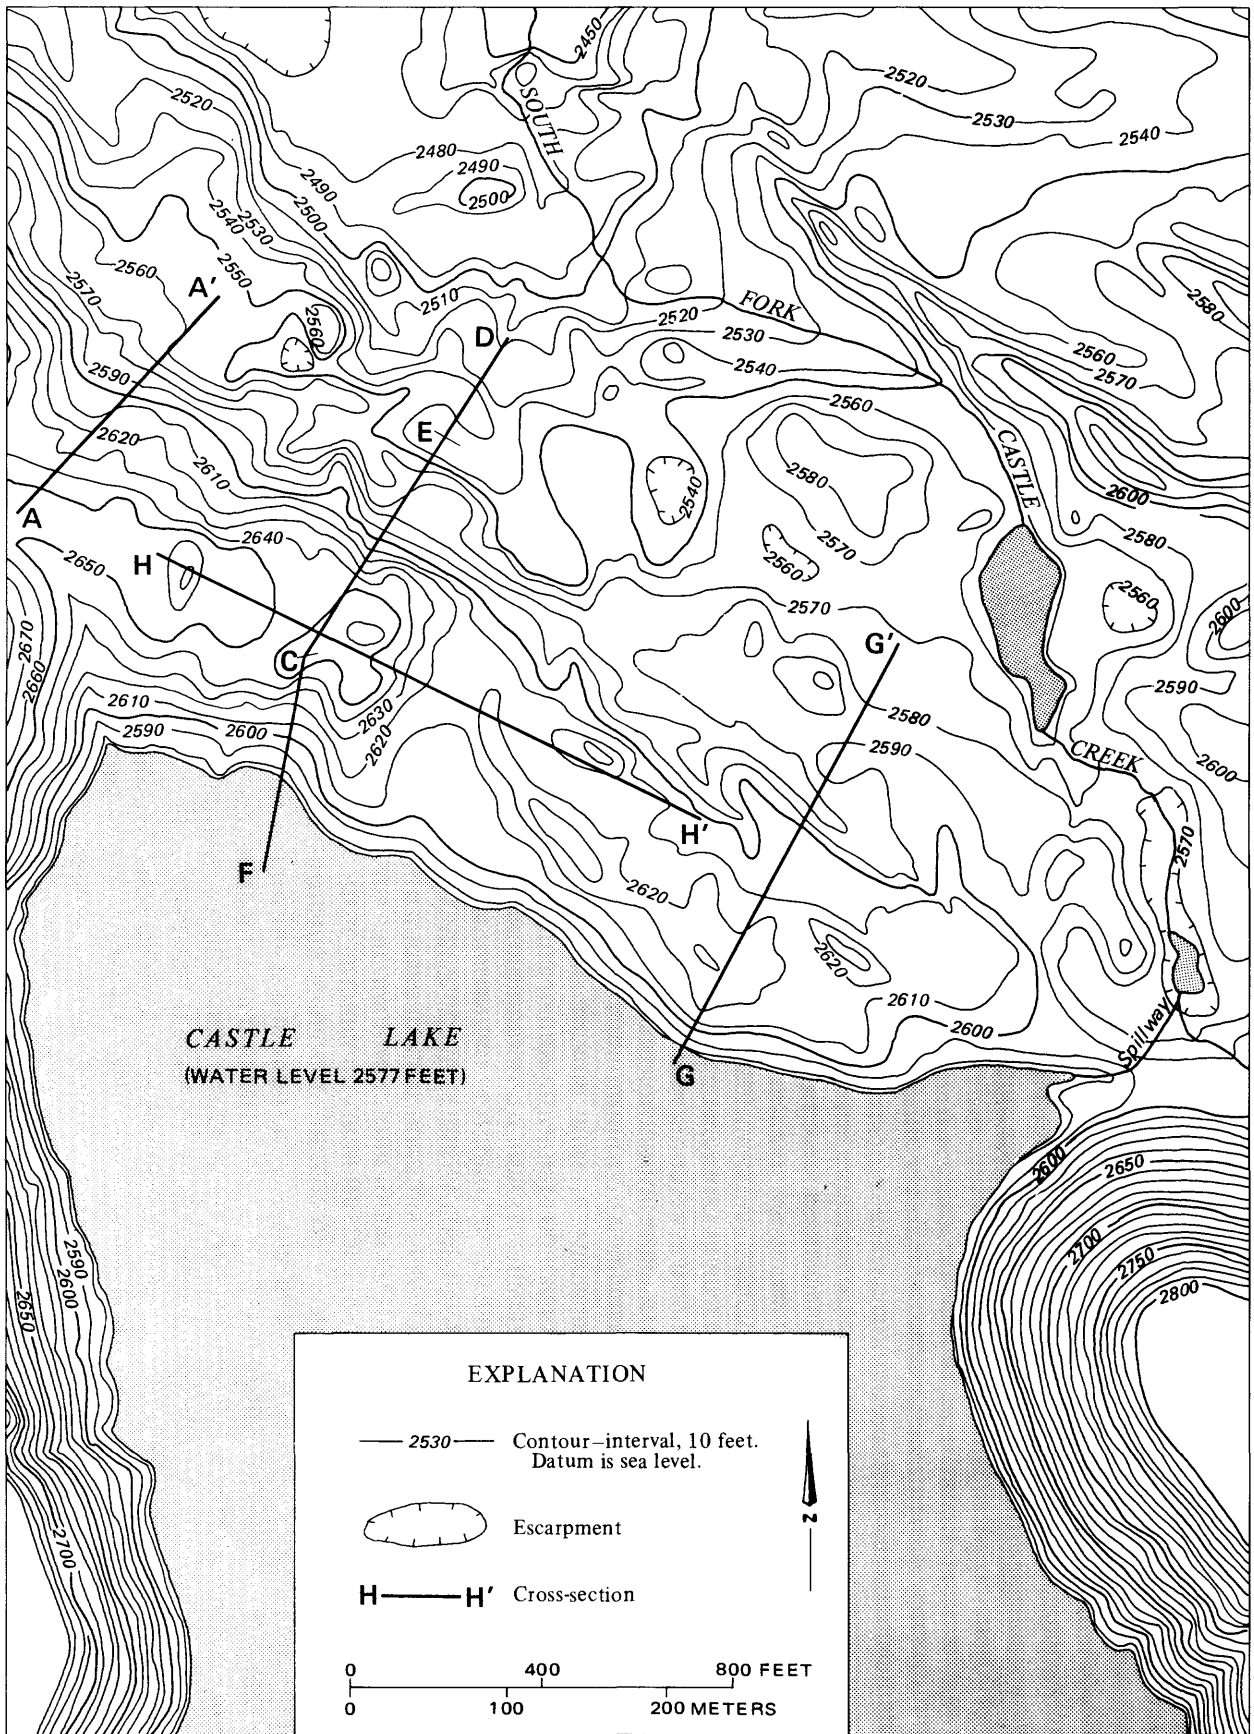 2450
2520
2520
SOUTH
2530
2540
2480
2490
2490
2500
2500
2540
2530
2550
2560
2570
A'
2510
FORK
2580
2560
D
2520
2530
2560
2570
2590
2540
2560
E
CASTLE
2620
2610
2580
2600
2540
A
2640
2570
2580
2560
H
2650
2560
2570
2600
2670
C
G'
2660
2590
2610
2630
2580
2590
2600
2620
2590
CREEK
2600
H'
2570
F
2620
2620
2610
CASTLE LAKE
2600
Spillway
(WATER LEVEL 2577 FEET)
G
2600
2650
2590
2600
2700
2750
2650
2800
EXPLANATION
2530
Contour–interval, 10 feet.
Datum is sea level.
N
Escarpment
H H' Cross-section
2700
0 400 800 FEET
0 100 200 METERS